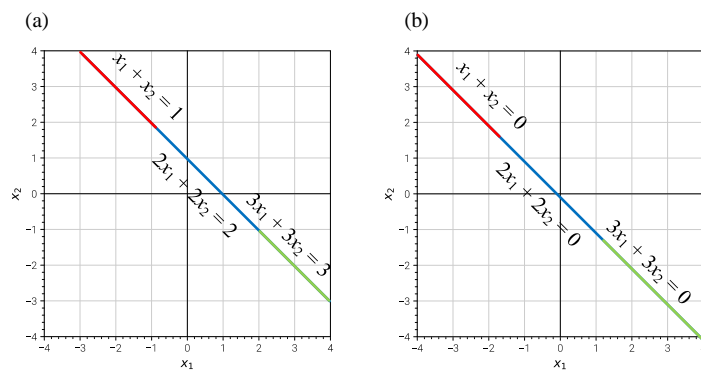 (a)
(b)
x₁ + x₂ = 1
2x₁ + 2x₂ = 2
3x₁ + 3x₂ = 3
4
3
2
1
0
−1
−2
−3
−4
−4 −3 −2 −1 0 1 2 3 4
x₂
x₁
x₁ + x₂ = 0
2x₁ + 2x₂ = 0
3x₁ + 3x₂ = 0
4
3
2
1
0
−1
−2
−3
−4
−4 −3 −2 −1 0 1 2 3
x₂
x₁